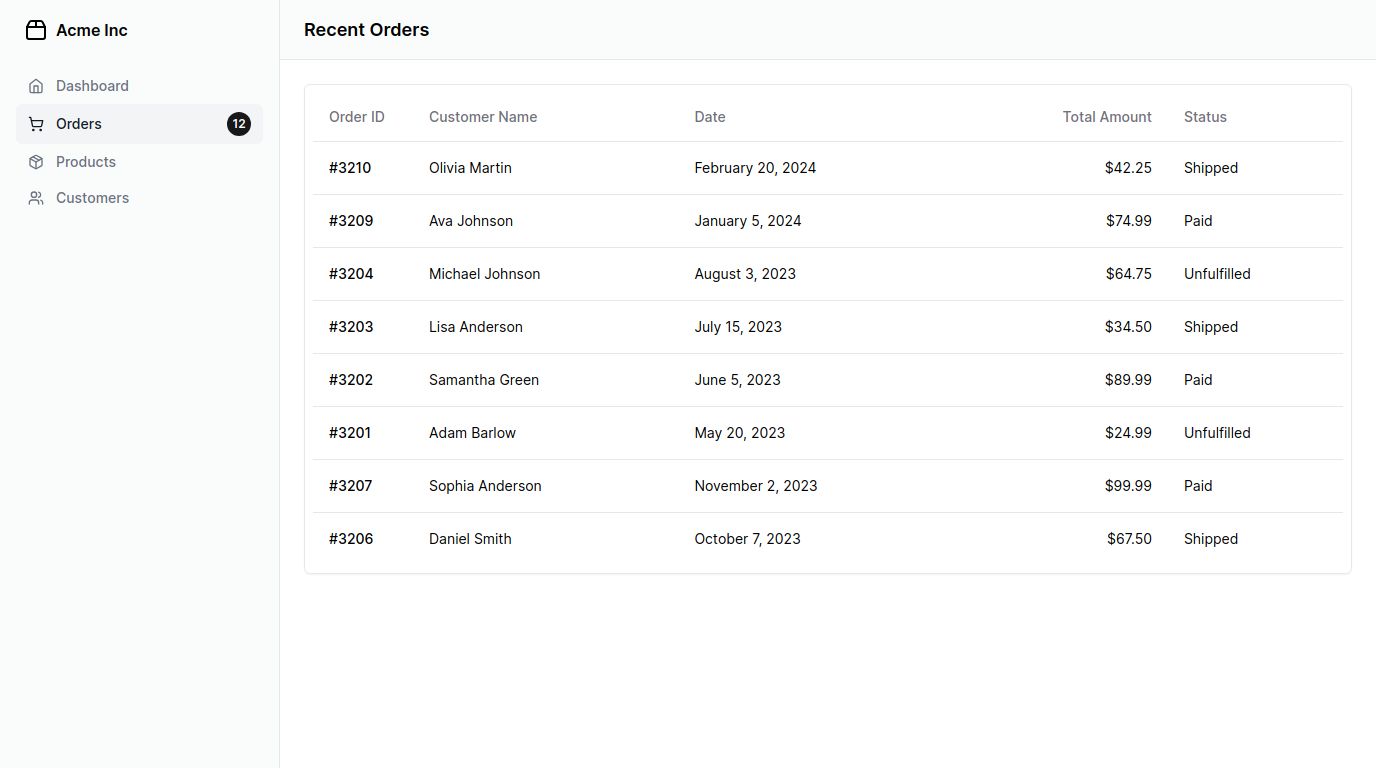 Acme Inc
Dashboard
Orders 12
Products
Customers
Recent Orders
Order ID Customer Name Date Total Amount Status
#3210 Olivia Martin February 20, 2024 $42.25 Shipped
#3209 Ava Johnson January 5, 2024 $74.99 Paid
#3204 Michael Johnson August 3, 2023 $64.75 Unfulfilled
#3203 Lisa Anderson July 15, 2023 $34.50 Shipped
#3202 Samantha Green June 5, 2023 $89.99 Paid
#3201 Adam Barlow May 20, 2023 $24.99 Unfulfilled
#3207 Sophia Anderson November 2, 2023 $99.99 Paid
#3206 Daniel Smith October 7, 2023 $67.50 Shipped